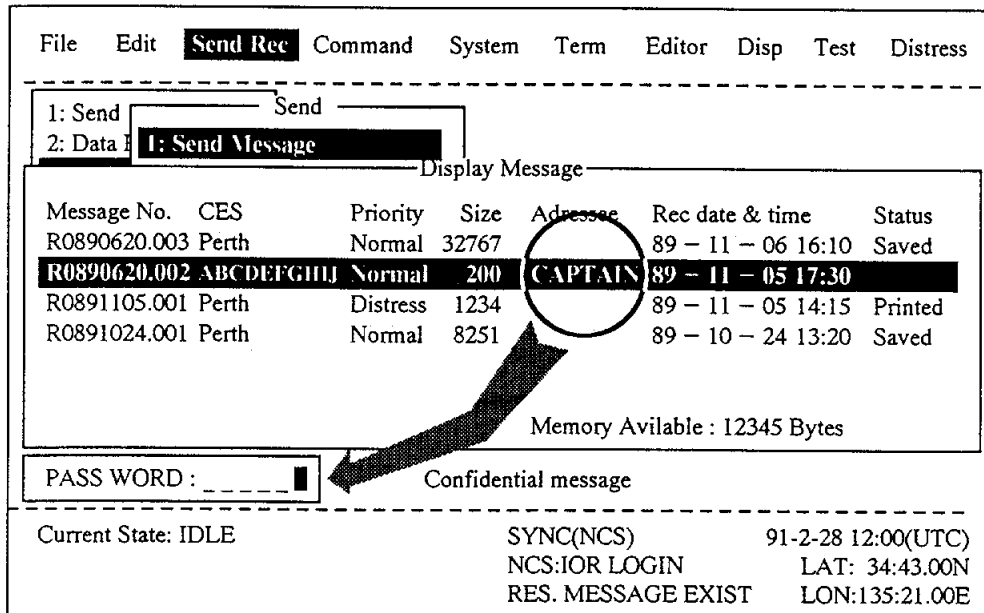 File Edit Send Rec Command System Term Editor Disp Test Distress
Send
1: Send
2: Data
1: Send Message
Display Message
Message No. CES Priority Size Adressee Rec date & time Status
R0890620.003 Perth Normal 32767 89 – 11 – 06 16:10 Saved
R0890620.002 ABCDEFGHIJ Normal 200 CAPTAIN 89 – 11 – 05 17:30
R0891105.001 Perth Distress 1234 89 – 11 – 05 14:15 Printed
R0891024.001 Perth Normal 8251 89 – 10 – 24 13:20 Saved
Memory Avilable : 12345 Bytes
PASS WORD : _ _ _ _ _
Confidential message
Current State: IDLE SYNC(NCS) 91-2-28 12:00(UTC)
NCS:IOR LOGIN LAT: 34:43.00N
RES. MESSAGE EXIST LON:135:21.00E